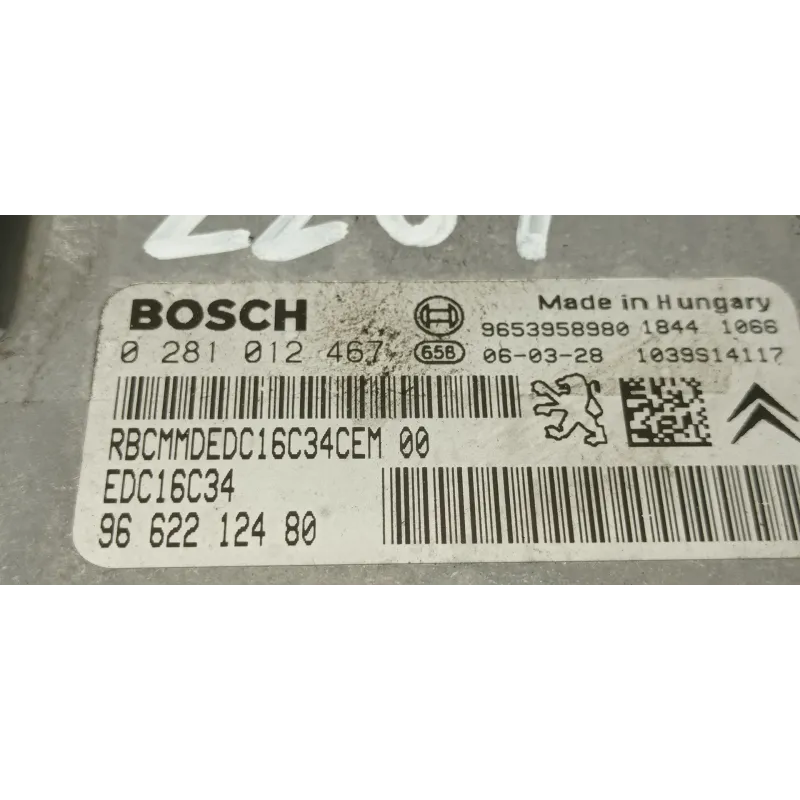 BOSCH
Made in Hungary
9653958980 1844 1066
0 281 012 467 658 06-03-28 1039S14117
RBCMMDEDC16C34CEM 00
EDC16C34
96 622 124 80